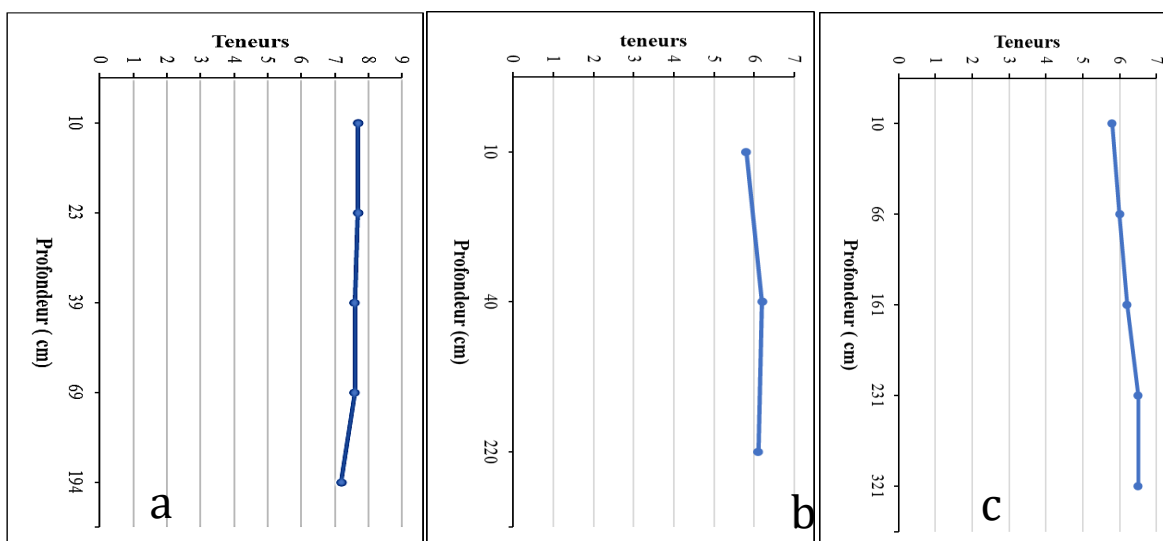 Teneurs
0 1 2 3 4 5 6 7 8 9
10
23
39
69
194
Profondeur ( cm)
a
teneurs
0 1 2 3 4 5 6 7
10
40
220
Profondeur (cm)
b
Teneurs
0 1 2 3 4 5 6 7
10
66
161
231
321
Profondeur ( cm)
c